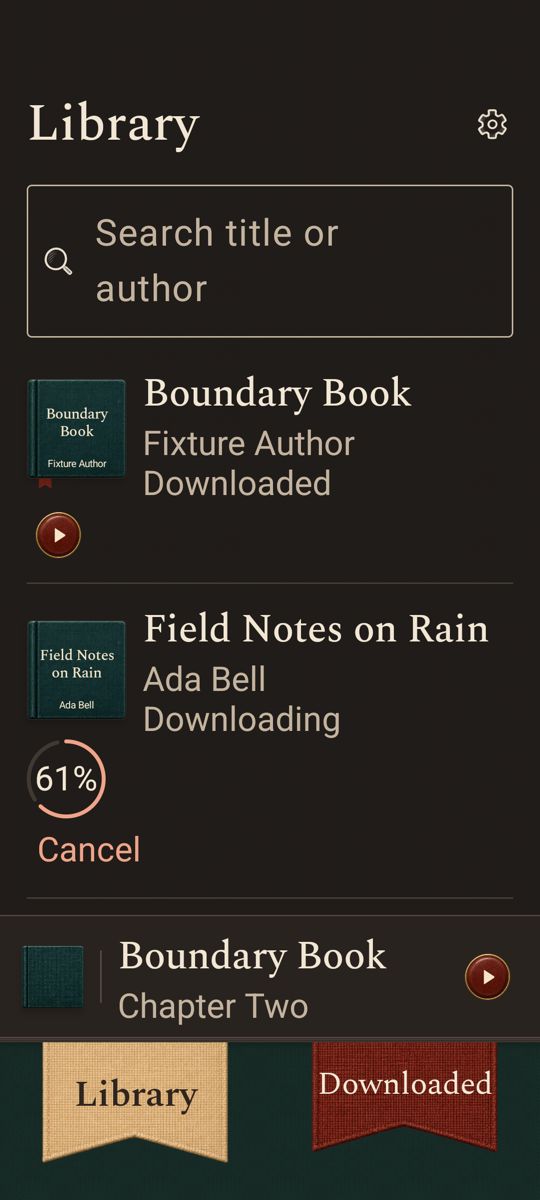 Library
Search title or
author
Boundary
Book
Fixture Author
Boundary Book
Fixture Author
Downloaded
Field Notes
on Rain
Ada Bell
Field Notes on Rain
Ada Bell
Downloading
61%
Cancel
Boundary Book
Chapter Two
Library
Downloaded